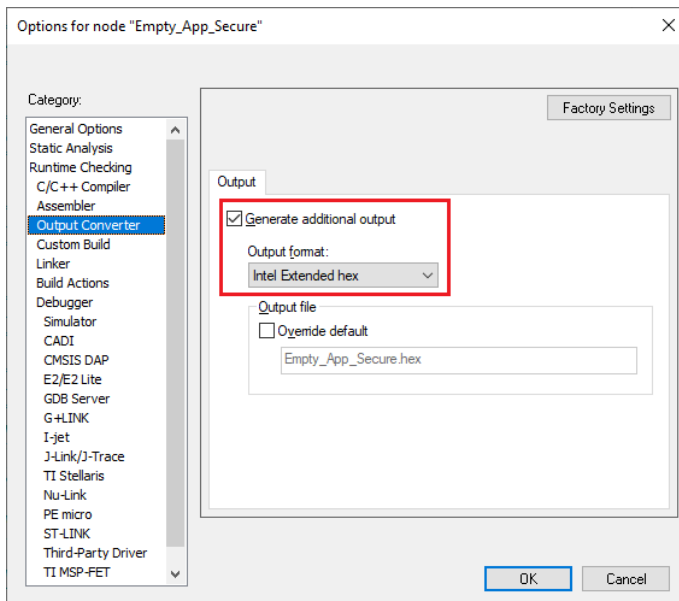 Options for node "Empty_App_Secure"
Category:
General Options
Static Analysis
Runtime Checking
C/C++ Compiler
Assembler
Output Converter
Custom Build
Linker
Build Actions
Debugger
Simulator
CADI
CMSIS DAP
E2/E2 Lite
GDB Server
G+LINK
I-jet
J-Link/J-Trace
TI Stellaris
Nu-Link
PE micro
ST-LINK
Third-Party Driver
TI MSP-FET
Factory Settings
Output
Generate additional output
Output format:
Intel Extended hex
Output file
Override default
Empty_App_Secure.hex
OK
Cancel